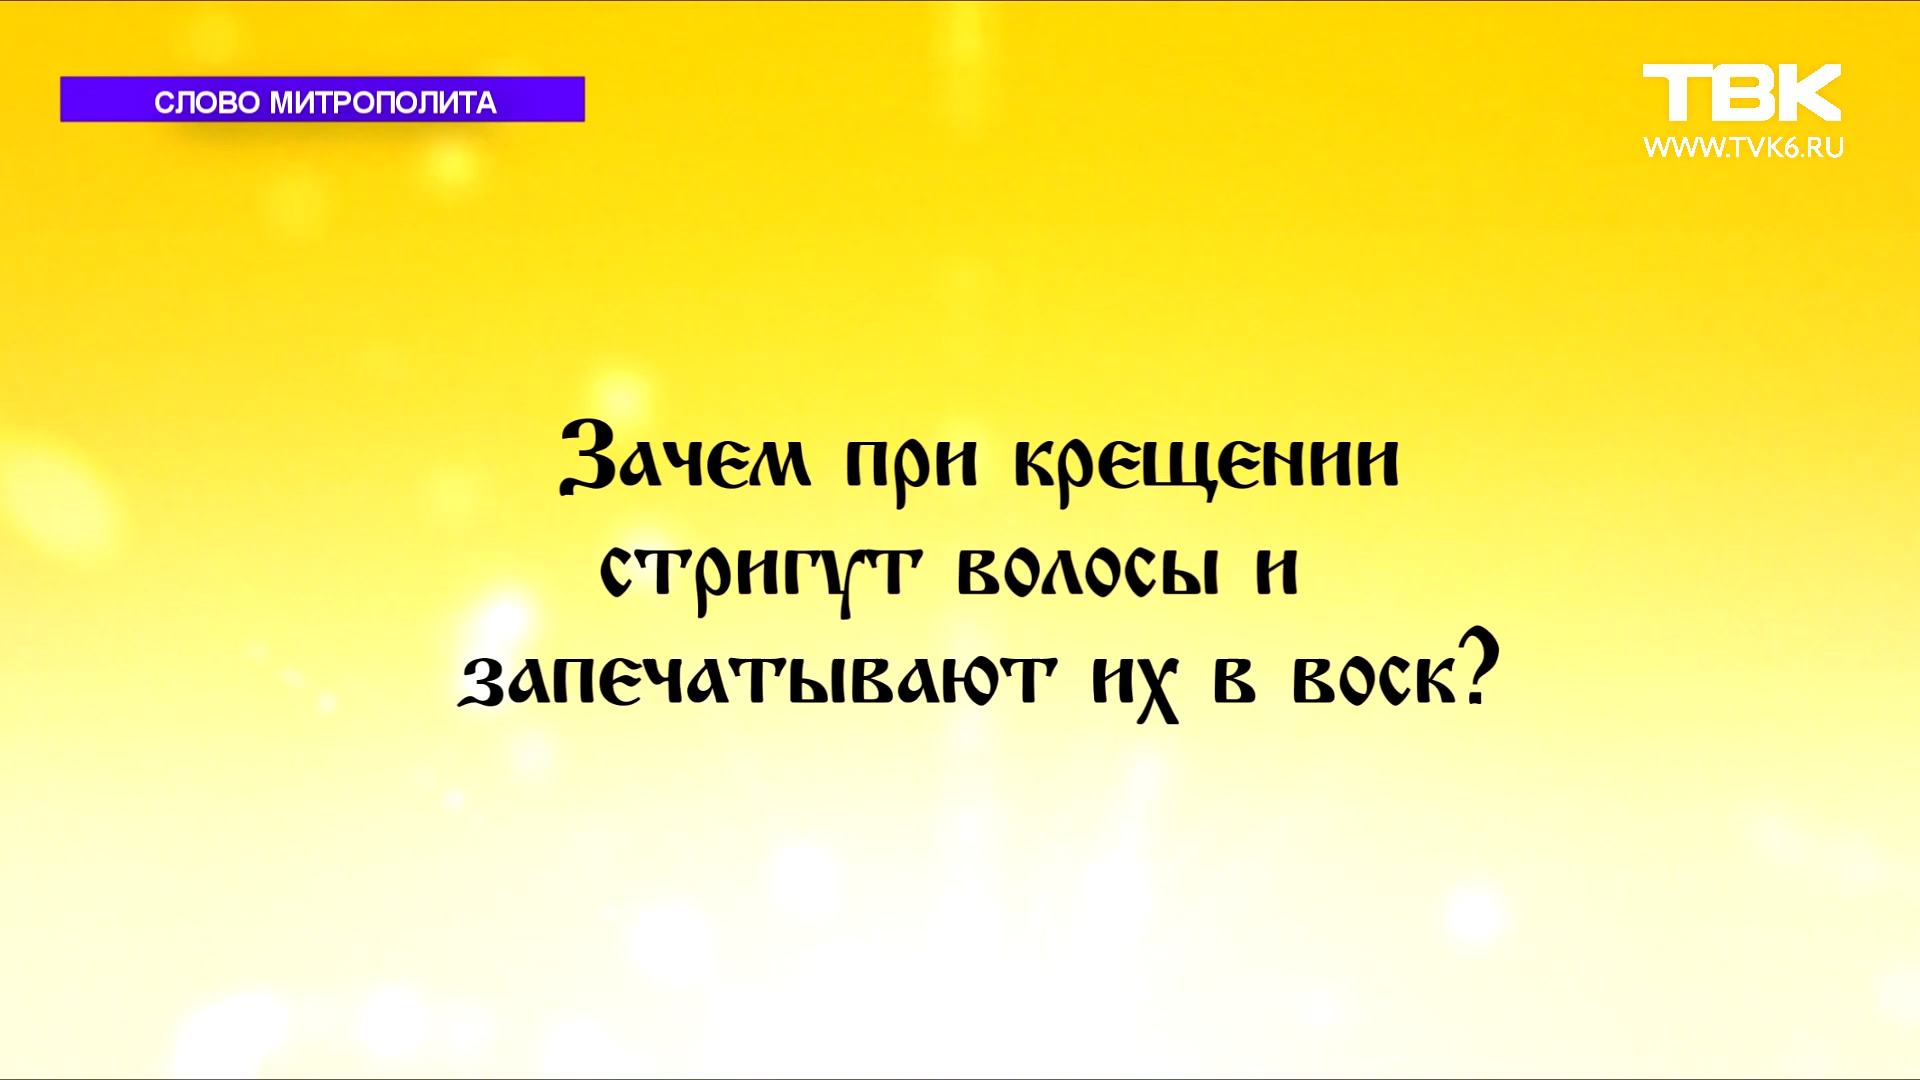 СЛОВО МИТРОПОЛИТА
ТВК
WWW.TVK6.RU
Зачем при крещении
стригут волосы и
запечатывают их в воск?